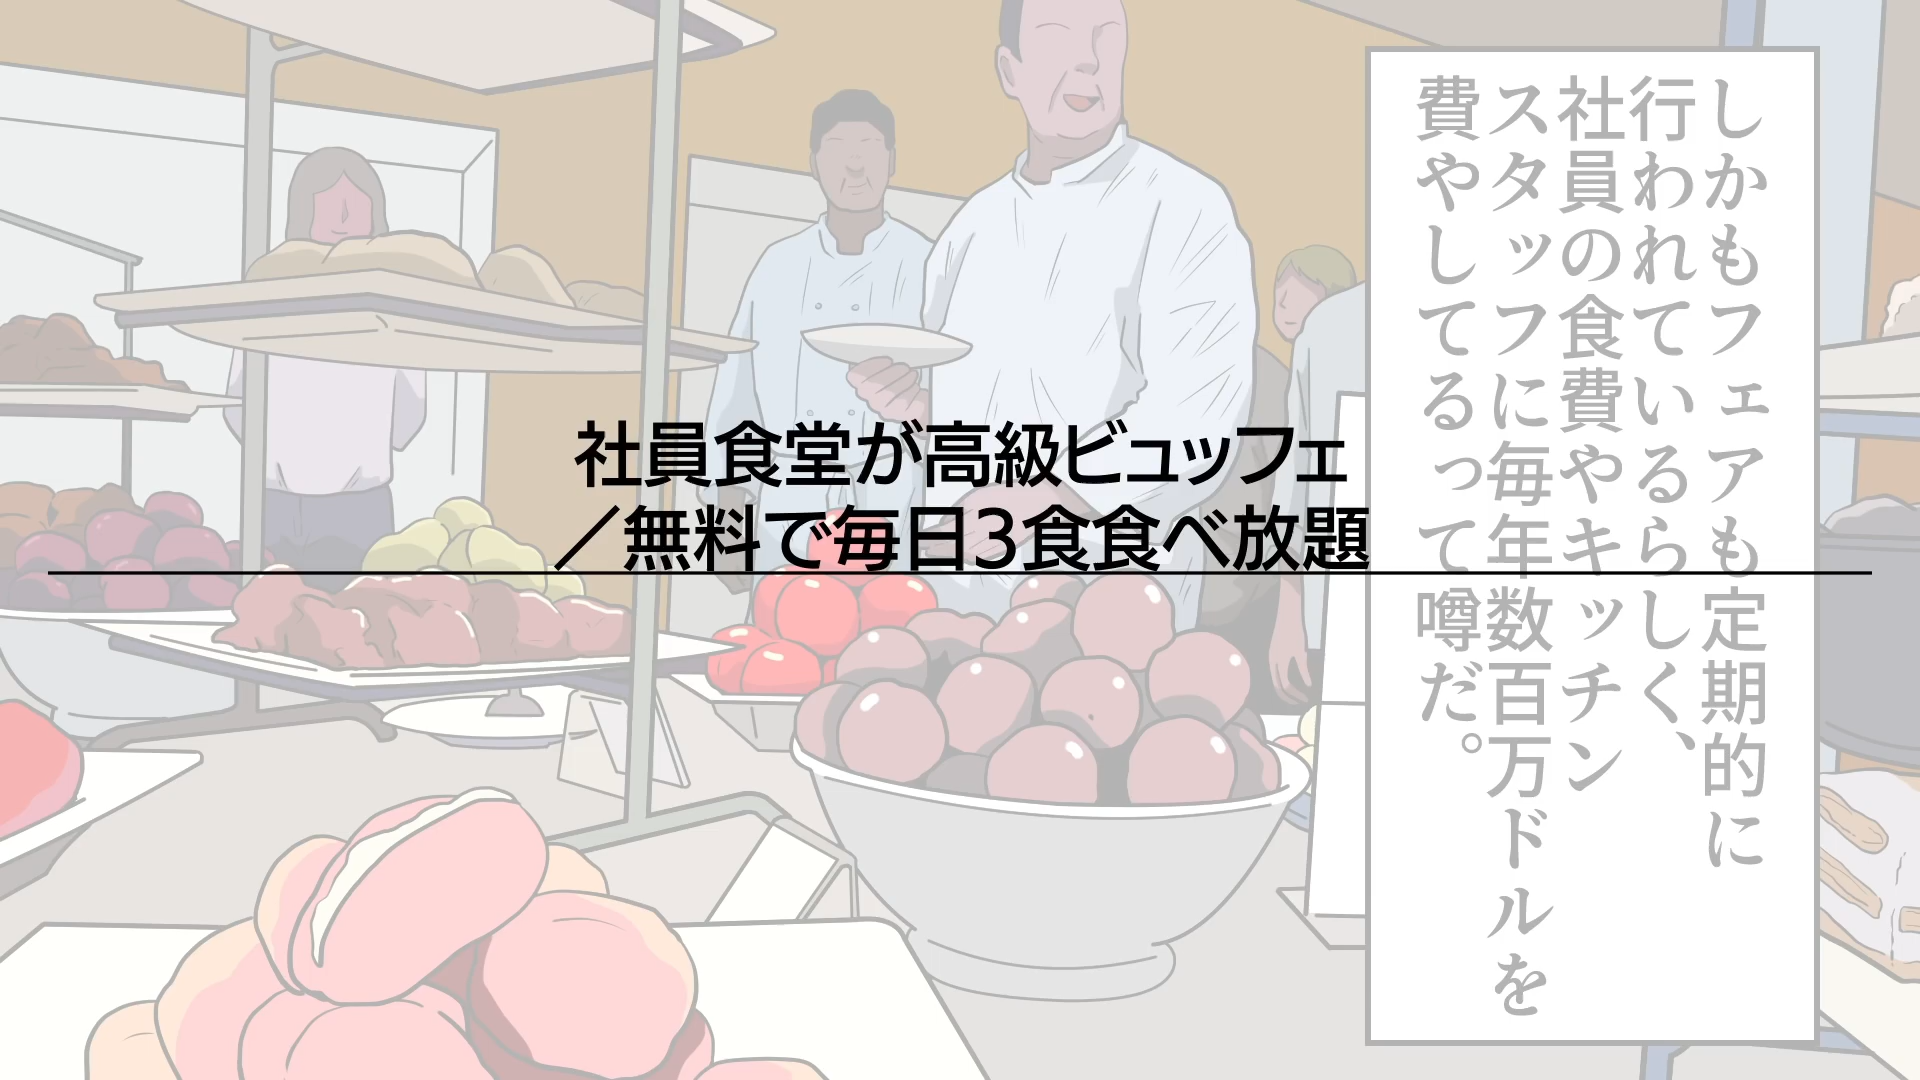 社員食堂が高級ビュッフェ
／無料で毎日3食食べ放題
しかもフェアも定期的に
行われているらしく、
社員の食費やキッチン
スタッフに毎年数百万ドルを
費やしてるって噂だ。